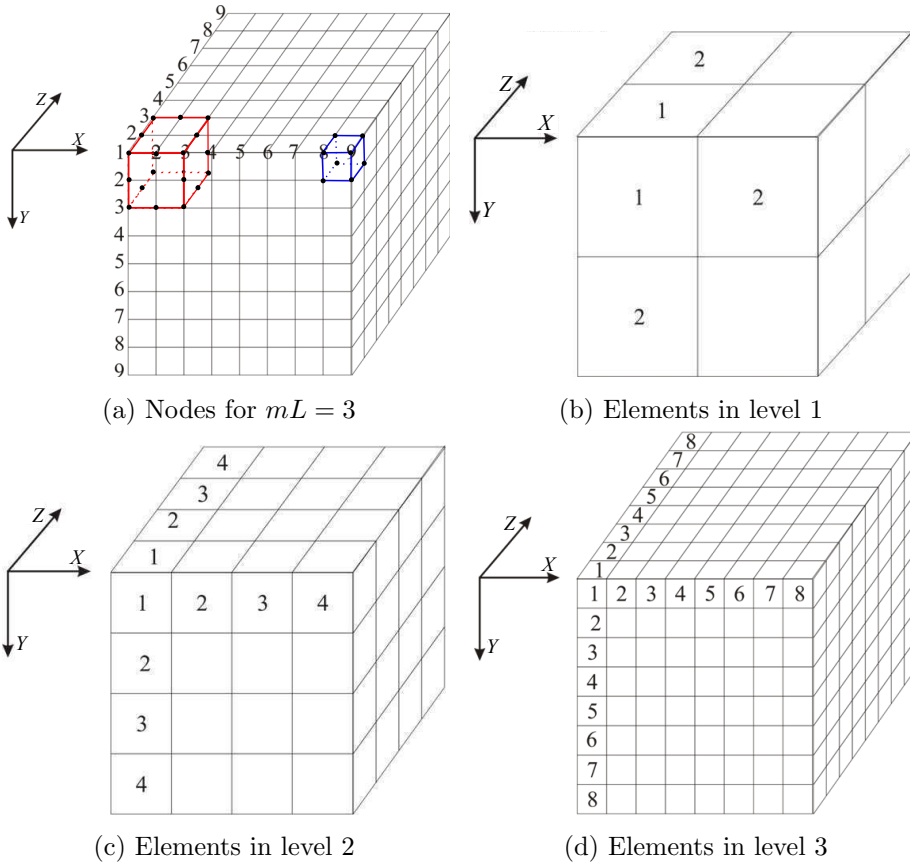 9
8
7
6
5
4
3
2
1 2 3 4 5 6 7 8 9
2
3
4
5
6
7
8
9
Z
X
Y
(a) Nodes for mL = 3
2
1
1 2
2
Z
X
Y
(b) Elements in level 1
4
3
2
1
1 2 3 4
2
3
4
Z
X
Y
(c) Elements in level 2
8
7
6
5
4
3
2
1
1 2 3 4 5 6 7 8
2
3
4
5
6
7
8
Z
X
Y
(d) Elements in level 3